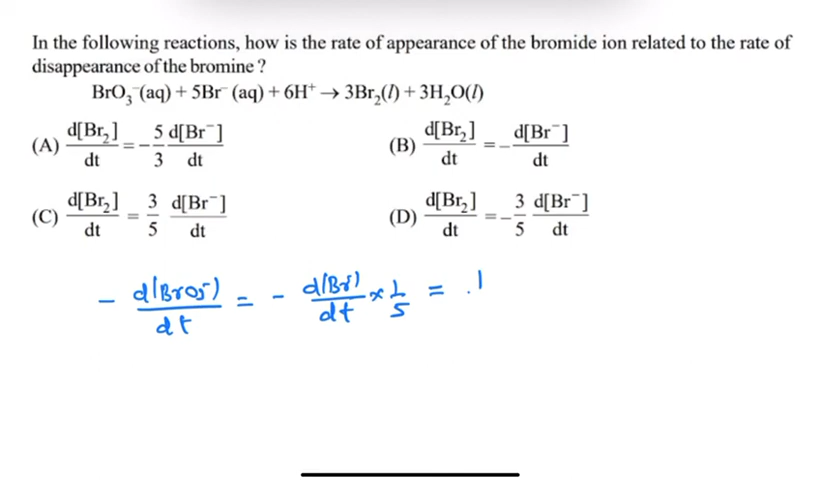 In the following reactions, how is the rate of appearance of the bromide ion related to the rate of
disappearance of the bromine ?
BrO₃⁻(aq) + 5Br⁻ (aq) + 6H⁺ → 3Br₂(l) + 3H₂O(l)
(A) d[Br₂]/dt = −5/3 d[Br⁻]/dt (B) d[Br₂]/dt = − d[Br⁻]/dt
(C) d[Br₂]/dt = 3/5 d[Br⁻]/dt (D) d[Br₂]/dt = −3/5 d[Br⁻]/dt
- d(BrO3⁻)/dt = - d(Br⁻)/dt × 1/5 = .1